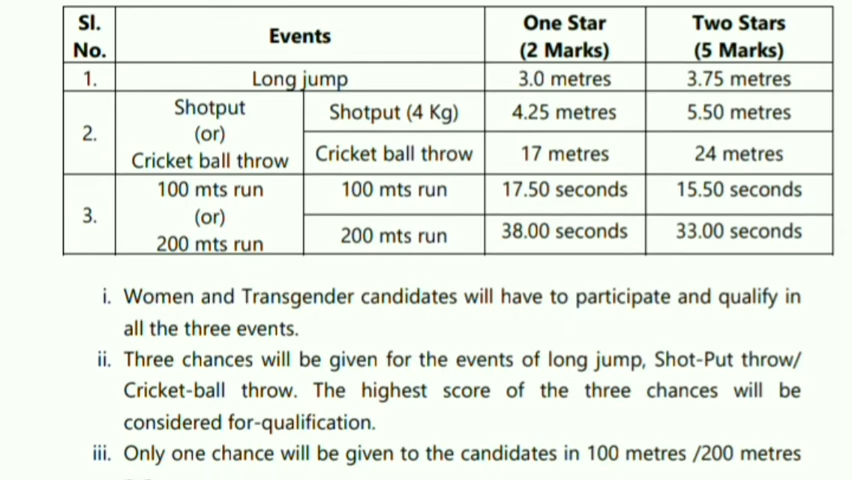 Sl. No. Events One Star (2 Marks) Two Stars (5 Marks)
1. Long jump 3.0 metres 3.75 metres
2. Shotput (or) Cricket ball throw Shotput (4 Kg) 4.25 metres 5.50 metres
Cricket ball throw 17 metres 24 metres
3. 100 mts run (or) 200 mts run 100 mts run 17.50 seconds 15.50 seconds
200 mts run 38.00 seconds 33.00 seconds
i. Women and Transgender candidates will have to participate and qualify in
all the three events.
ii. Three chances will be given for the events of long jump, Shot-Put throw/
Cricket-ball throw. The highest score of the three chances will be
considered for-qualification.
iii. Only one chance will be given to the candidates in 100 metres /200 metres